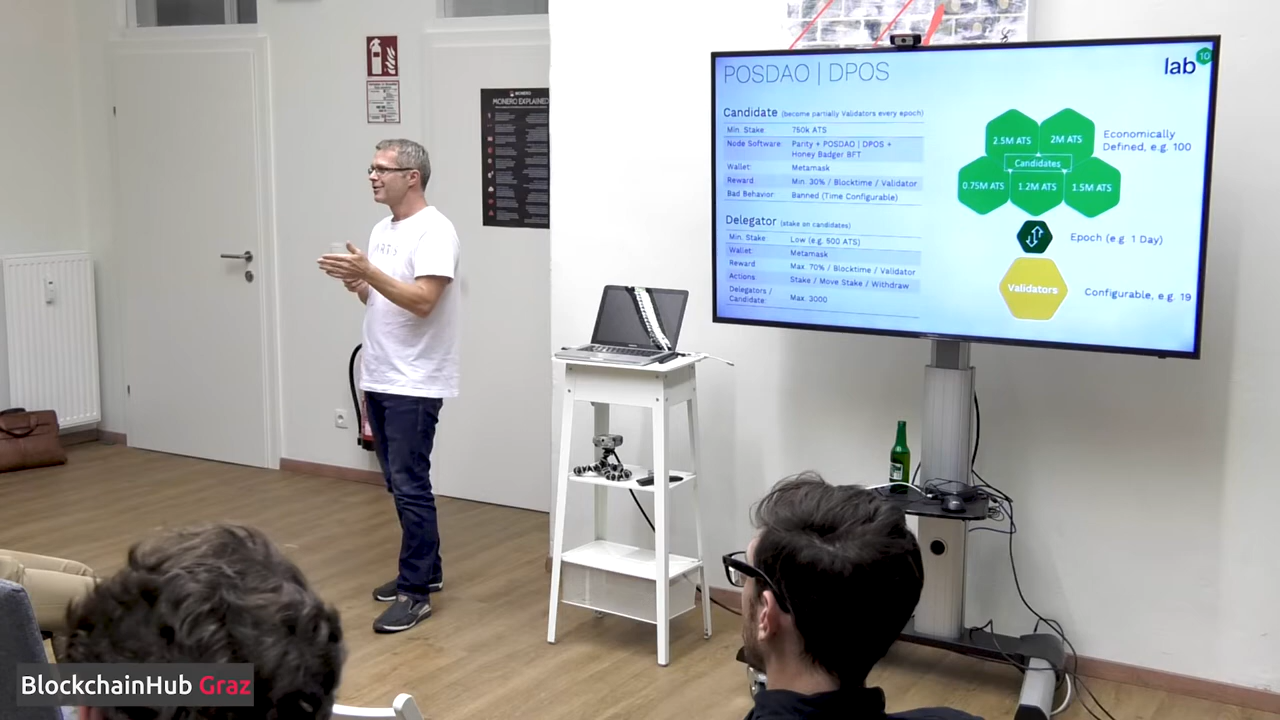 MONERO
MONERO EXPLAINED
POSDAO | DPOS
lab10
Candidate (become partially Validators every epoch)
Min. Stake: 750k ATS
Node Software: Parity + POSDAO | DPOS +
Honey Badger BFT
Wallet: Metamask
Reward Min. 30% / Blocktime / Validator
Bad Behavior: Banned (Time Configurable)
Delegator (stake on candidates)
Min. Stake: Low (e.g. 500 ATS)
Wallet: Metamask
Reward Max. 70% / Blocktime / Validator
Actions Stake / Move Stake / Withdraw
Delegators /
Candidate: Max. 3000
2.5M ATS
2M ATS
Candidates
0.75M ATS
1.2M ATS
1.5M ATS
Economically
Defined, e.g. 100
Epoch (e.g 1 Day)
Validators
Configurable, e.g. 19
BlockchainHub Graz